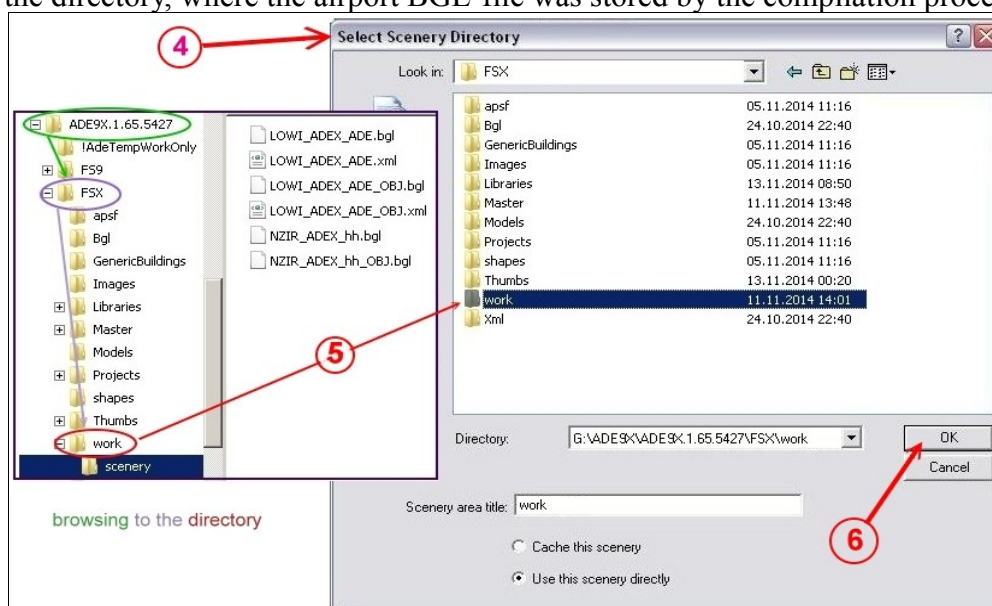 the directory, where the airport BGL-file was stored by the compilation
4
Select Scenery Directory
Look in: FSX
apsf 05.11.2014 11:16
Bgl 24.10.2014 22:40
GenericBuildings 05.11.2014 11:16
Images 05.11.2014 11:16
Libraries 13.11.2014 08:50
Master 11.11.2014 13:48
Models 24.10.2014 22:40
Projects 05.11.2014 11:16
shapes 05.11.2014 11:16
Thumbs 13.11.2014 00:20
work 11.11.2014 14:01
Xml 24.10.2014 22:40
ADE9X.1.65.5427
!AdeTempWorkOnly
FS9
FSX
apsf
Bgl
GenericBuildings
Images
Libraries
Master
Models
Projects
shapes
Thumbs
work
scenery
LOWI_ADEX_ADE.bgl
LOWI_ADEX_ADE.xml
LOWI_ADEX_ADE_OBJ.bgl
LOWI_ADEX_ADE_OBJ.xml
NZIR_ADEX_hh.bgl
NZIR_ADEX_hh_OBJ.bgl
5
browsing to the directory
Directory: G:\ADE9X\ADE9X.1.65.5427\FSX\work
OK
Cancel
Scenery area title: work
6
Cache this scenery
Use this scenery directly